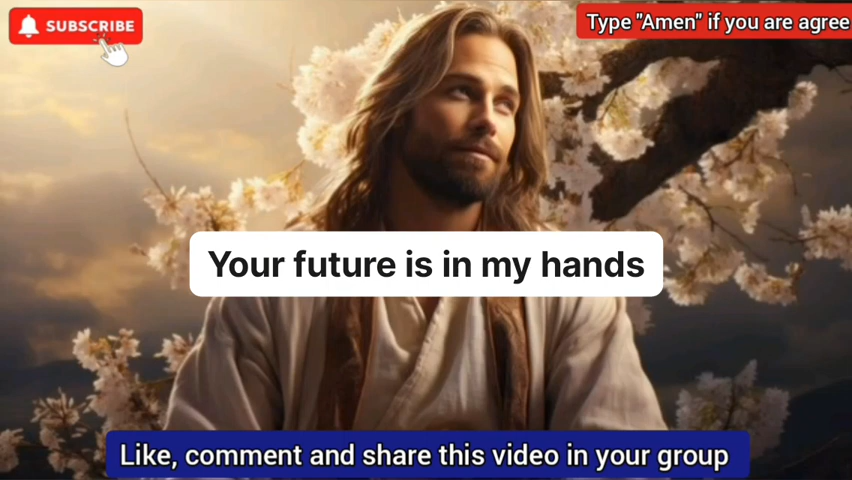 SUBSCRIBE
Type "Amen" if you are agree
Your future is in my hands
Like, comment and share this video in your group